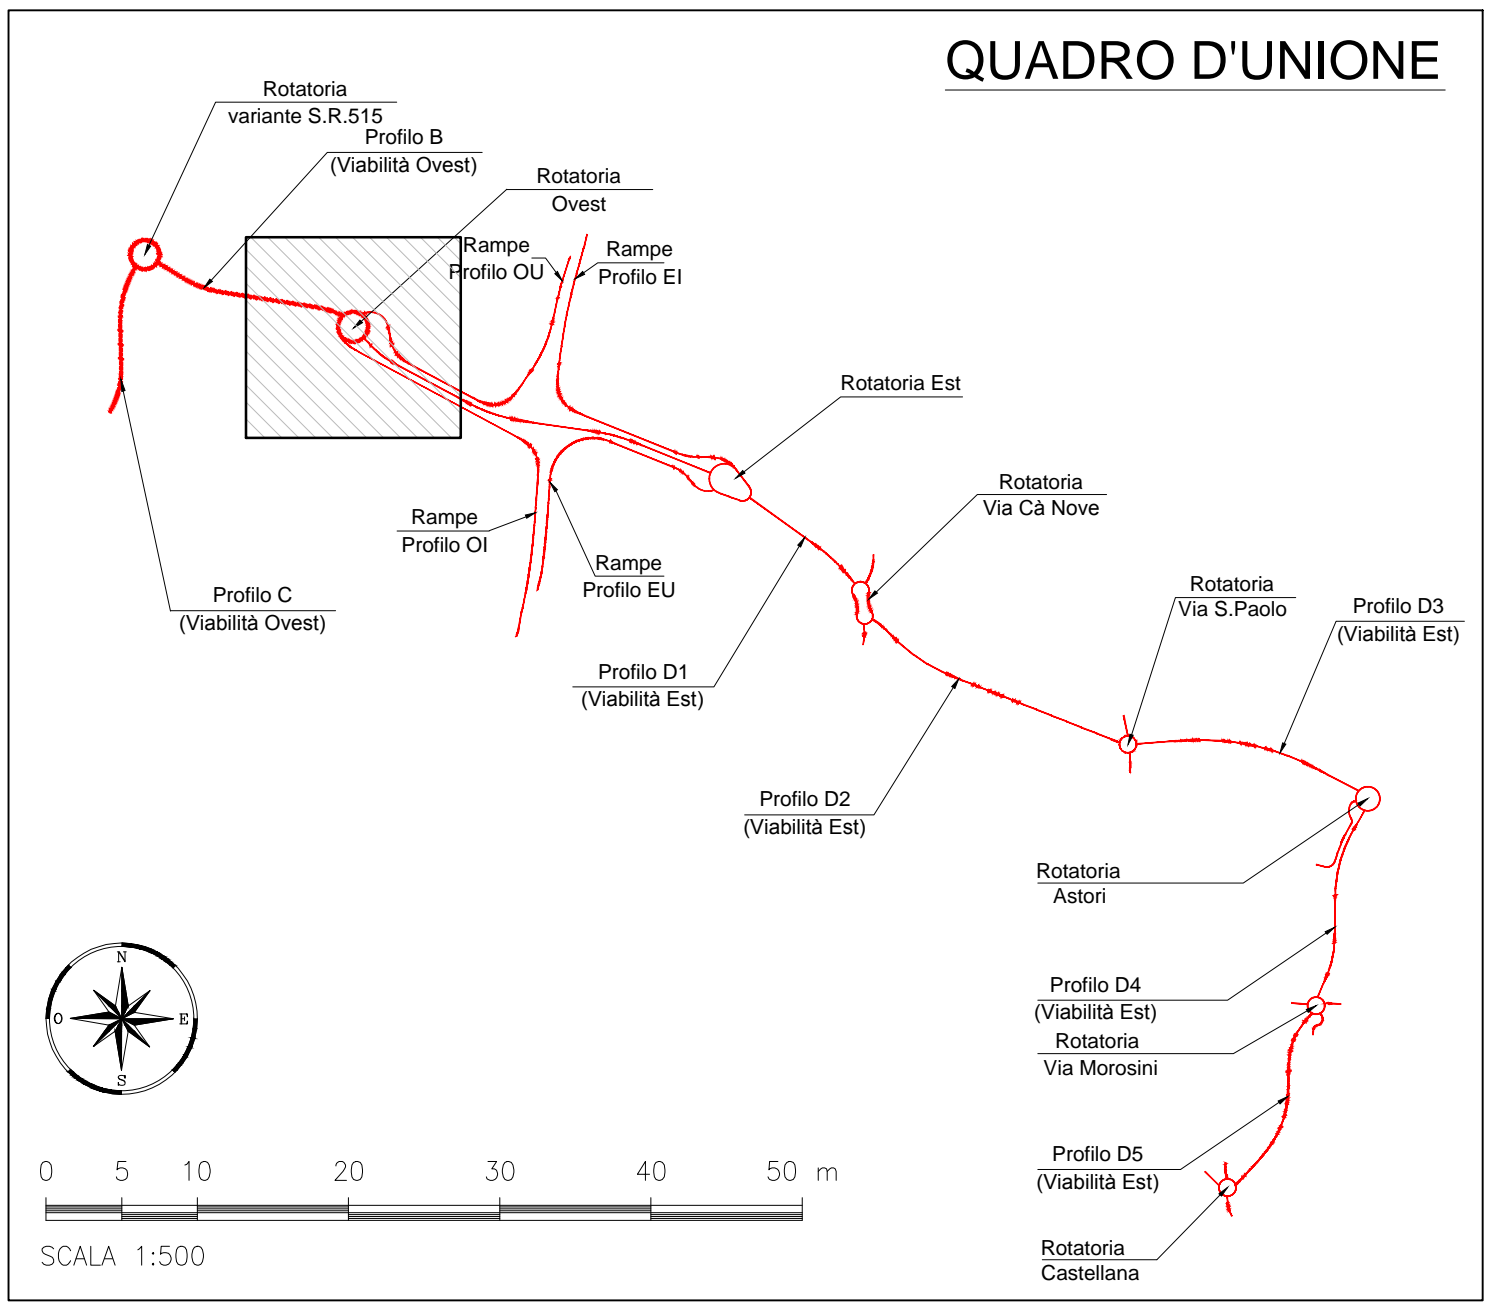 QUADRO D'UNIONE
Rotatoria
variante S.R.515
Profilo B
(Viabilità Ovest)
Rotatoria
Ovest
Rampe
Profilo OU
Rampe
Profilo EI
Rotatoria Est
Rotatoria
Via Cà Nove
Rampe
Profilo OI
Rampe
Profilo EU
Profilo C
(Viabilità Ovest)
Rotatoria
Via S.Paolo
Profilo D3
(Viabilità Est)
Profilo D1
(Viabilità Est)
Profilo D2
(Viabilità Est)
Rotatoria
Astori
Profilo D4
(Viabilità Est)
Rotatoria
Via Morosini
Profilo D5
(Viabilità Est)
Rotatoria
Castellana
N
O E
S
0 5 10 20 30 40 50 m
SCALA 1:500